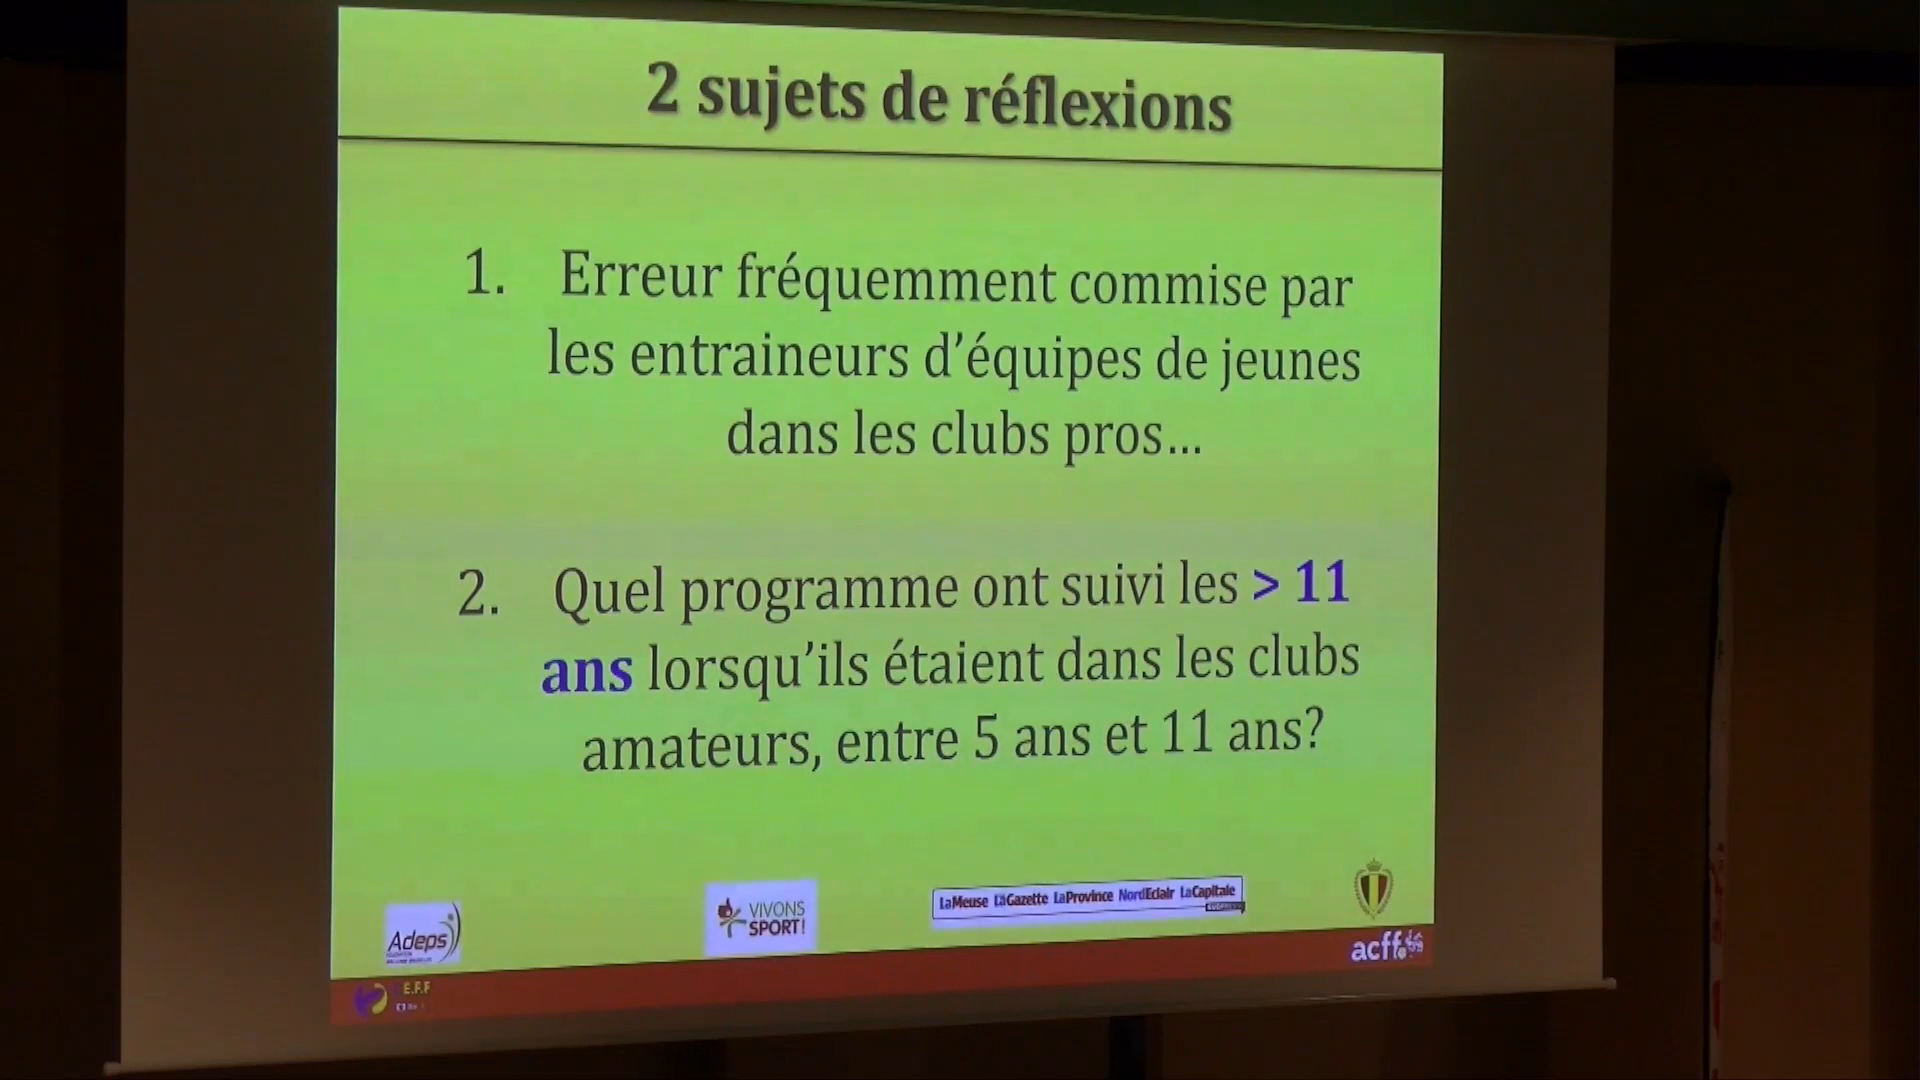 2 sujets de réflexions
1. Erreur fréquemment commise par
les entraineurs d’équipes de jeunes
dans les clubs pros...
2. Quel programme ont suivi les > 11
ans lorsqu’ils étaient dans les clubs
amateurs, entre 5 ans et 11 ans?
Adeps
VIVONS
SPORT!
LaMeuse LaGazette LaProvince NordEclair LaCapitale
acff
E.F.F